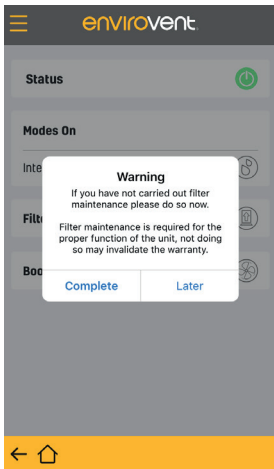 envirovent
Status
Modes On
Inte
Warning
If you have not carried out filter
maintenance please do so now.
Filte
Filter maintenance is required for the
proper function of the unit, not doing
so may invalidate the warranty.
Boo
Complete
Later